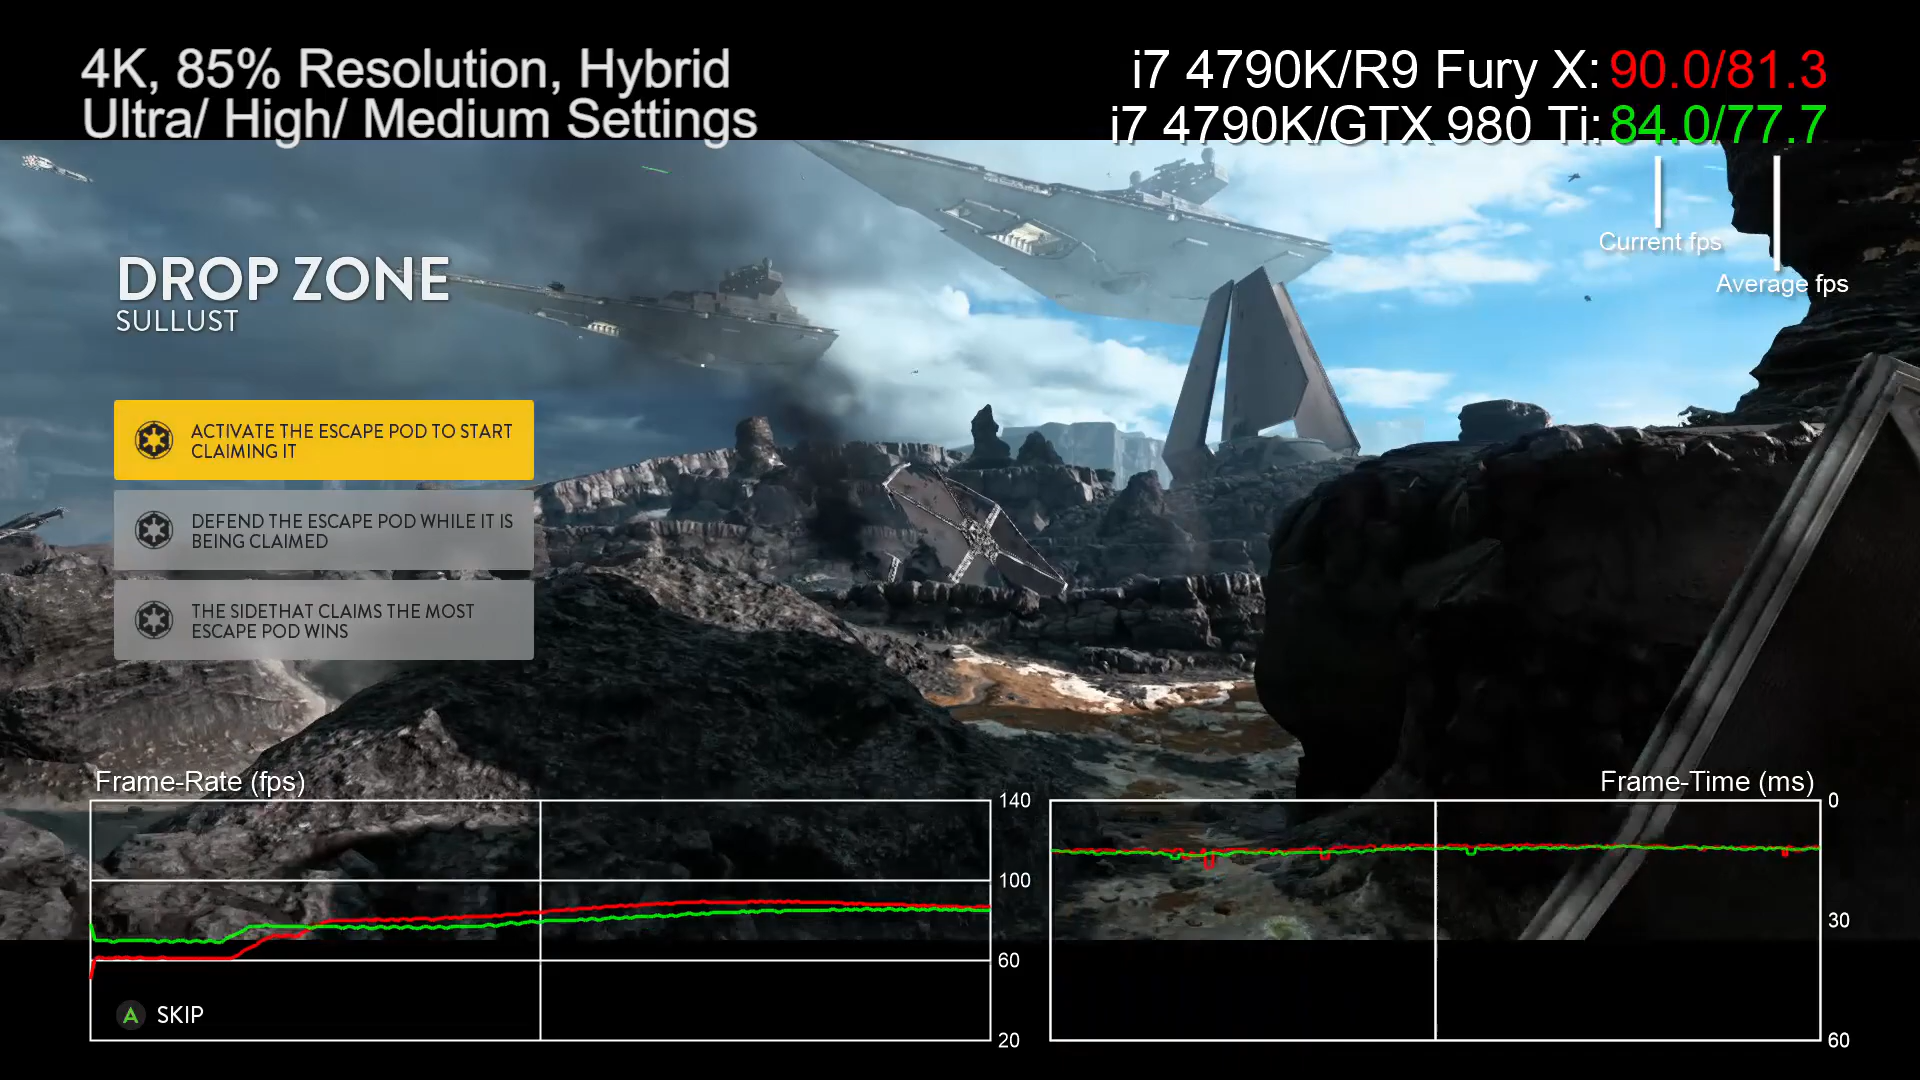 4K, 85% Resolution, Hybrid
Ultra/ High/ Medium Settings
i7 4790K/R9 Fury X: 90.0/81.3
i7 4790K/GTX 980 Ti: 84.0/77.7
Current fps
Average fps
DROP ZONE
SULLUST
ACTIVATE THE ESCAPE POD TO START
CLAIMING IT
DEFEND THE ESCAPE POD WHILE IT IS
BEING CLAIMED
THE SIDETHAT CLAIMS THE MOST
ESCAPE POD WINS
Frame-Rate (fps)
140
100
60
20
A SKIP
Frame-Time (ms)
0
30
60